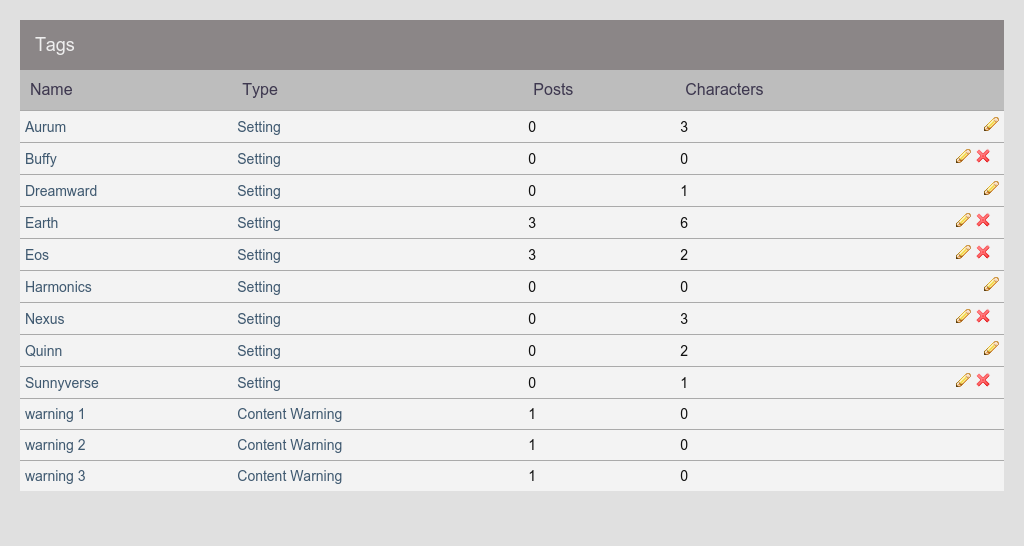 Tags
Name Type Posts Characters
Aurum Setting 0 3
Buffy Setting 0 0
Dreamward Setting 0 1
Earth Setting 3 6
Eos Setting 3 2
Harmonics Setting 0 0
Nexus Setting 0 3
Quinn Setting 0 2
Sunnyverse Setting 0 1
warning 1 Content Warning 1 0
warning 2 Content Warning 1 0
warning 3 Content Warning 1 0